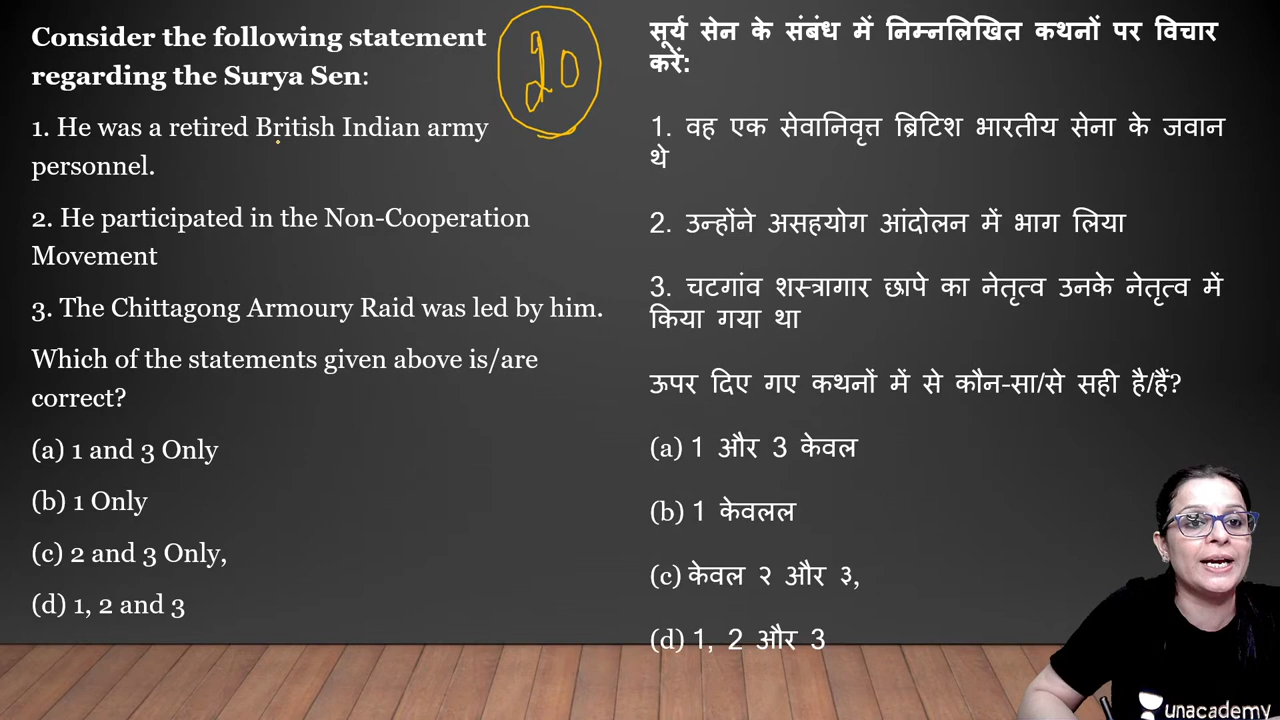 Consider the following statement
regarding the Surya Sen:
1. He was a retired British Indian army
personnel.
2. He participated in the Non-Cooperation
Movement
3. The Chittagong Armoury Raid was led by him.
Which of the statements given above is/are
correct?
(a) 1 and 3 Only
(b) 1 Only
(c) 2 and 3 Only,
(d) 1, 2 and 3
20
सूर्य सेन के संबंध में निम्नलिखित कथनों पर विचार
करें:
1. वह एक सेवानिवृत्त ब्रिटिश भारतीय सेना के जवान
थे
2. उन्होंने असहयोग आंदोलन में भाग लिया
3. चटगांव शस्त्रागार छापे का नेतृत्व उनके नेतृत्व में
किया गया था
ऊपर दिए गए कथनों में से कौन-सा/से सही है/हैं?
(a) 1 और 3 केवल
(b) 1 केवलल
(c) केवल २ और ३,
(d) 1, 2 और 3
unacademy